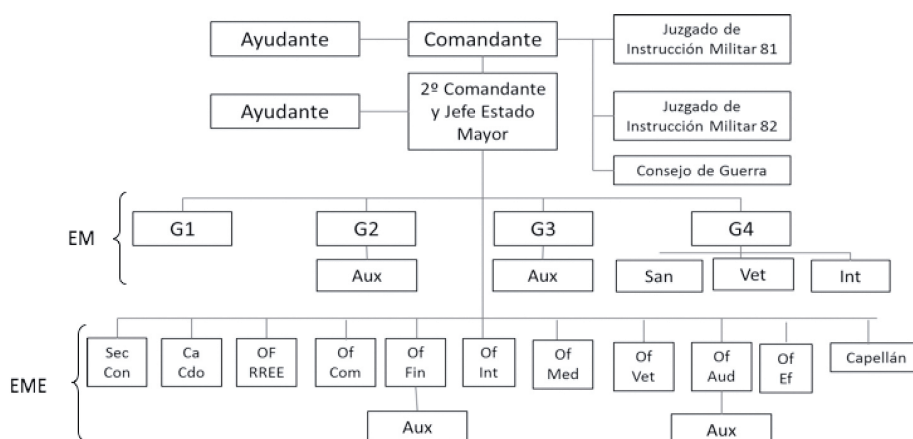 Ayudante
Comandante
Juzgado de
Instrucción Militar 81
Ayudante
2º Comandante
y Jefe Estado
Mayor
Juzgado de
Instrucción Militar 82
Consejo de Guerra
EM
G1
G2
G3
G4
Aux
Aux
San
Vet
Int
EME
Sec
Con
Ca
Cdo
OF
RREE
Of
Com
Of
Fin
Of
Int
Of
Med
Of
Vet
Of
Aud
Of
Ef
Capellán
Aux
Aux